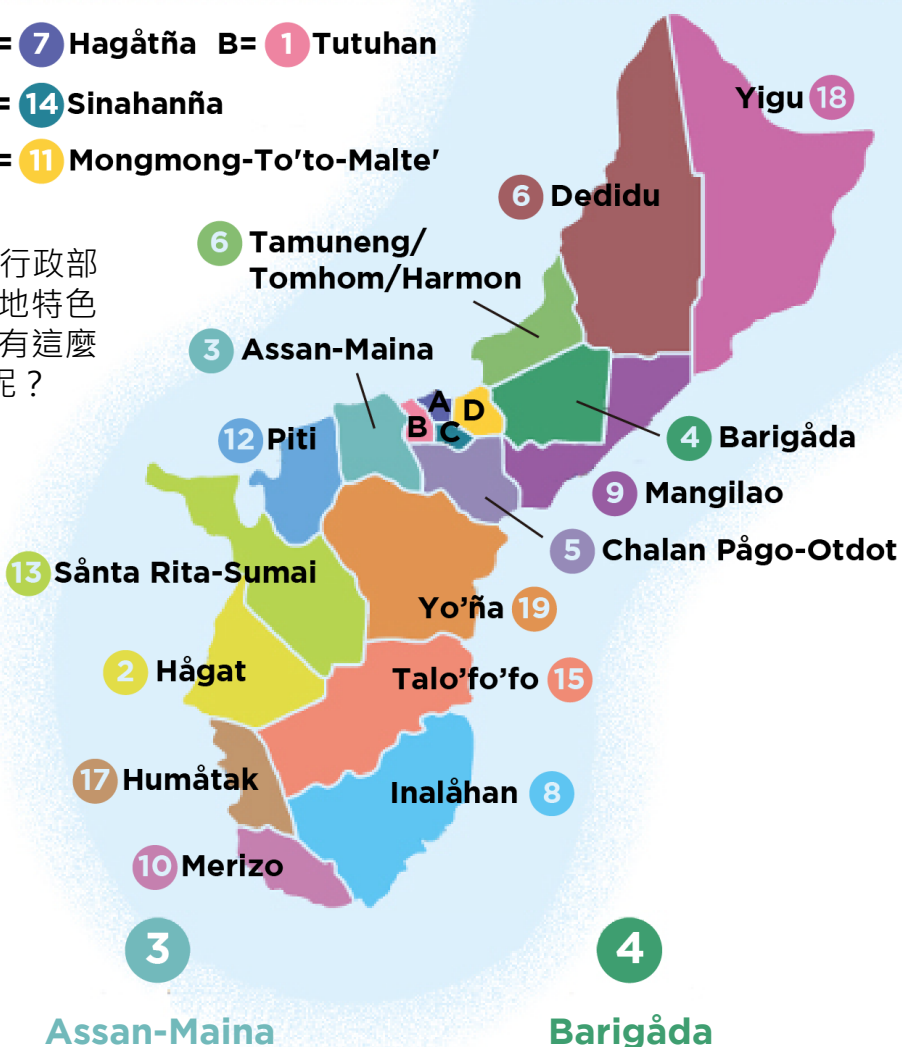 = 7 Hagåtña B= 1 Tutuhan
= 14 Sinahanña
= 11 Mongmong-To'to-Malte'
Yigu 18
6 Dedidu
行政部
地特色
有這麼
呢？
6 Tamuneng/
Tomhom/Harmon
3 Assan-Maina
A
B
C
D
12 Piti
4 Barigåda
9 Mangilao
5 Chalan Pågo-Otdot
13 Sånta Rita-Sumai
Yo’ña 19
2 Hågat
Talo’fo’fo 15
17 Humåtak
Inalåhan 8
10 Merizo
3
Assan-Maina
4
Barigåda